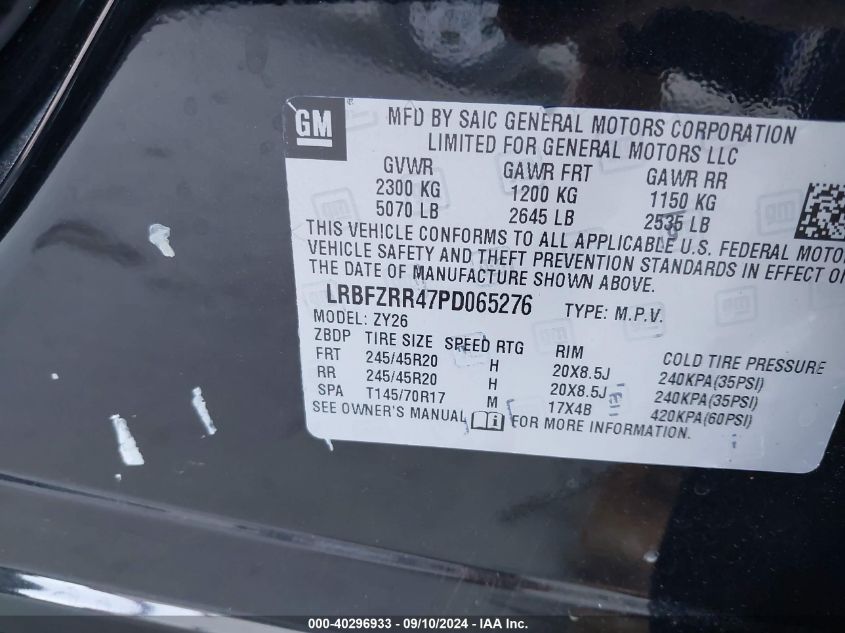 GM
MFD BY SAIC GENERAL MOTORS CORPORATION
LIMITED FOR GENERAL MOTORS LLC
GVWR GAWR FRT GAWR RR
2300 KG 1200 KG 1150 KG
5070 LB 2645 LB 2535 LB
THIS VEHICLE CONFORMS TO ALL APPLICABLE U.S. FEDERAL MOTO
VEHICLE SAFETY AND THEFT PREVENTION STANDARDS IN EFFECT O
THE DATE OF MANUFACTURE SHOWN ABOVE.
LRBFZRR47PD065276 TYPE: M.P.V.
MODEL: ZY26
ZBDP TIRE SIZE SPEED RTG RIM COLD TIRE PRESSURE
FRT 245/45R20 H 20X8.5J 240KPA(35PSI)
RR 245/45R20 H 20X8.5J 240KPA(35PSI)
SPA T145/70R17 M 17X4B 420KPA(60PSI)
SEE OWNER'S MANUAL FOR MORE INFORMATION.
000-40296933 - 09/10/2024 - IAA Inc.